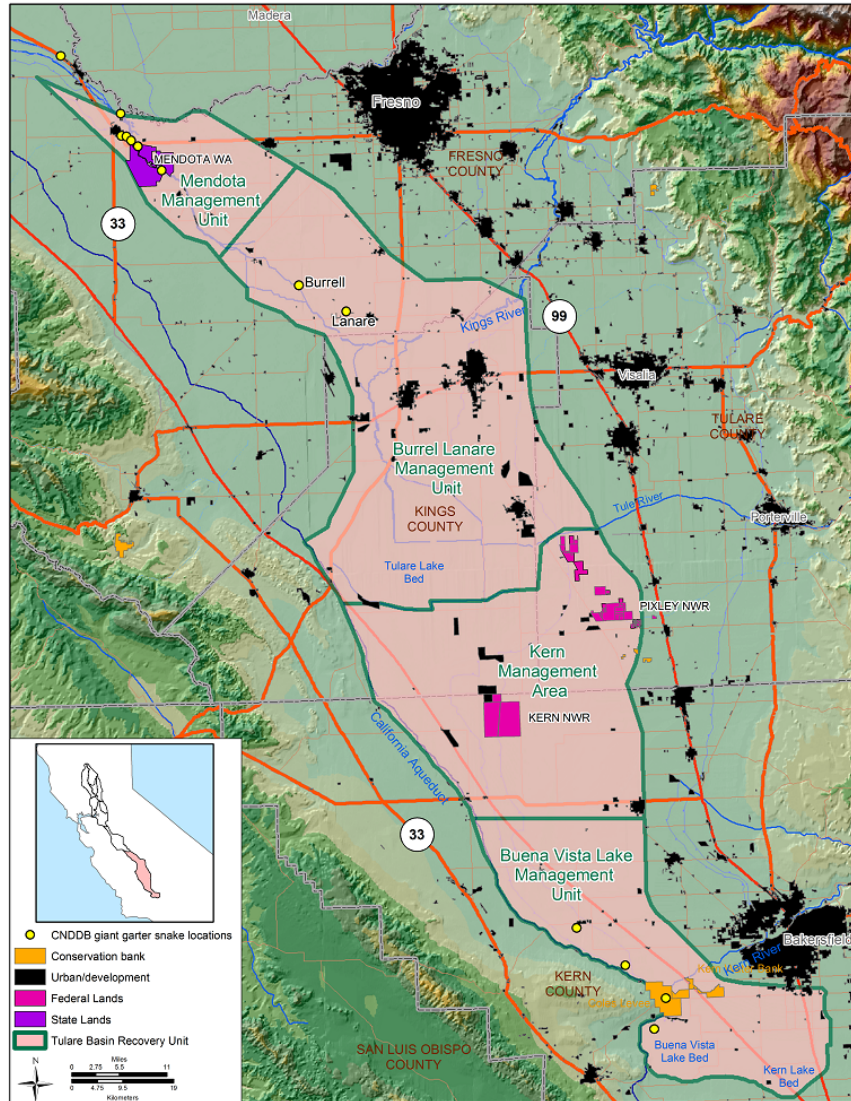 Madera
Fresno
FRESNO
COUNTY
MENDOTA WA
Mendota
Management
Unit
33
Burrell
Lanare
Kings River
99
Visalia
TULARE
COUNTY
Burrel Lanare
Management
Unit
KINGS
COUNTY
Tule River
Porterville
Tulare Lake
Bed
PIXLEY NWR
Kern
Management
Area
KERN NWR
California Aqueduct
33
Buena Vista Lake
Management
Unit
Bakersfield
Kern River
KERN
COUNTY
Buena Vista
Lake Bed
Kern Lake
Bed
SAN LUIS OBISPO
COUNTY
CNDDB giant garter snake locations
Conservation bank
Urban/development
Federal Lands
State Lands
Tulare Basin Recovery Unit
N
Miles
0 2.75 5.5 11
0 4.75 9.5 19
Kilometers